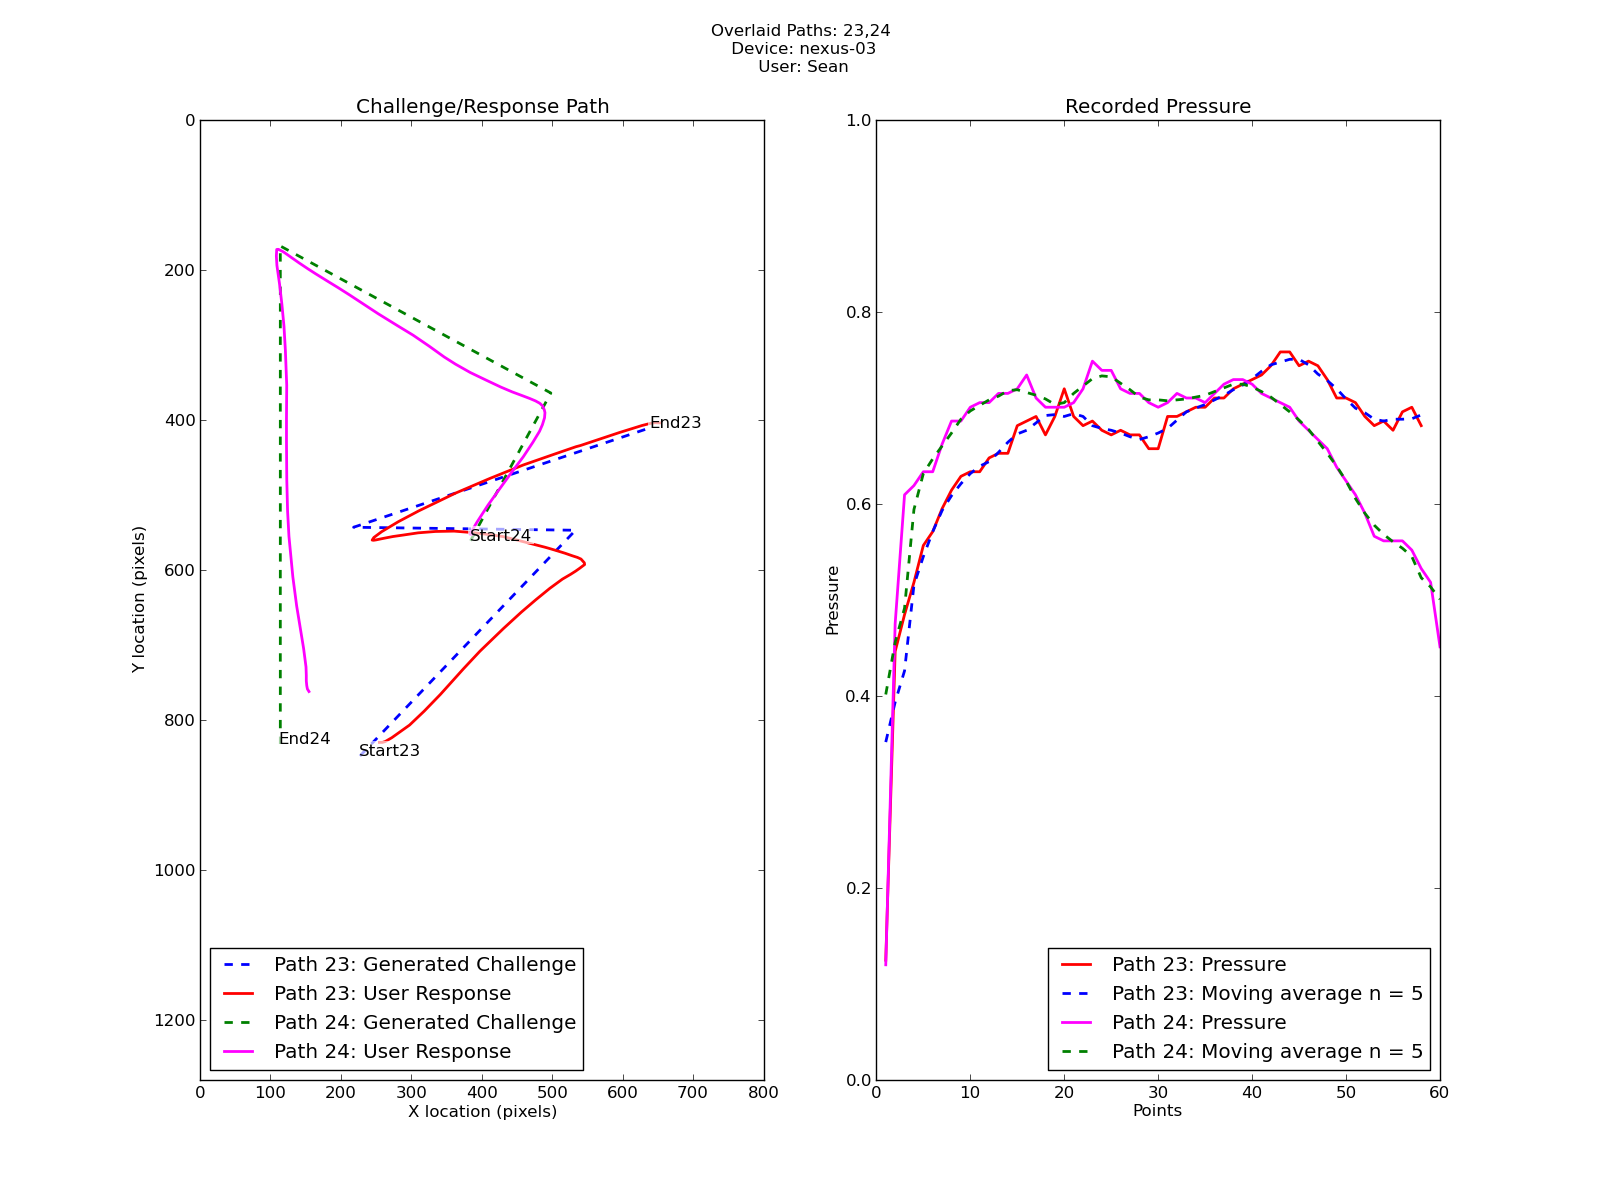 Overlaid Paths: 23,24
Device: nexus-03
User: Sean
Challenge/Response Path
0
200
400
600
800
1000
1200
Y location (pixels)
End23
Start24
End24
Start23
Path 23: Generated Challenge
Path 23: User Response
Path 24: Generated Challenge
Path 24: User Response
0 100 200 300 400 500 600 700 800
X location (pixels)
Recorded Pressure
1.0
0.8
0.6
0.4
0.2
0.0
Pressure
Path 23: Pressure
Path 23: Moving average n = 5
Path 24: Pressure
Path 24: Moving average n = 5
0 10 20 30 40 50 60
Points